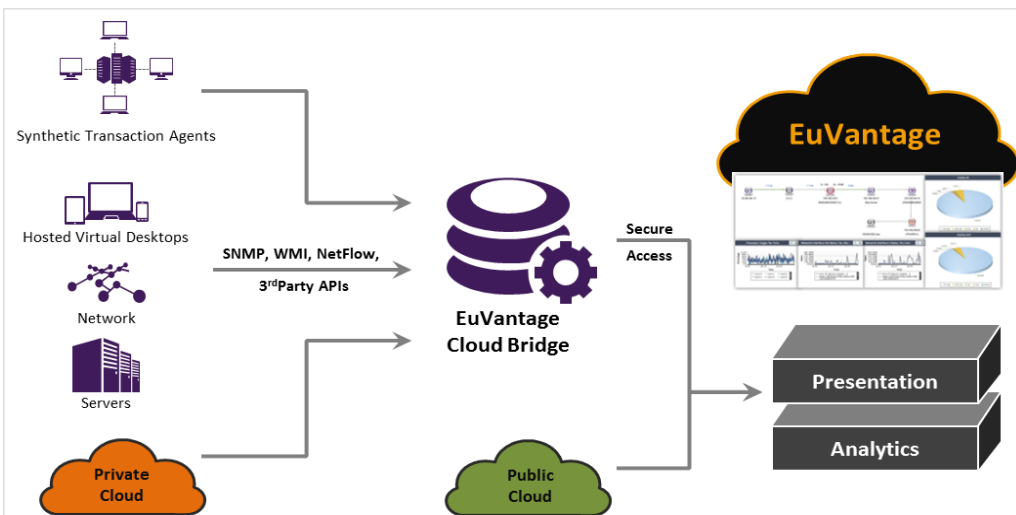 Synthetic Transaction Agents
Hosted Virtual Desktops
Network
Servers
Private
Cloud
SNMP, WMI, NetFlow,
3rdParty APIs
EuVantage
Cloud Bridge
Public
Cloud
Secure
Access
EuVantage
Presentation
Analytics